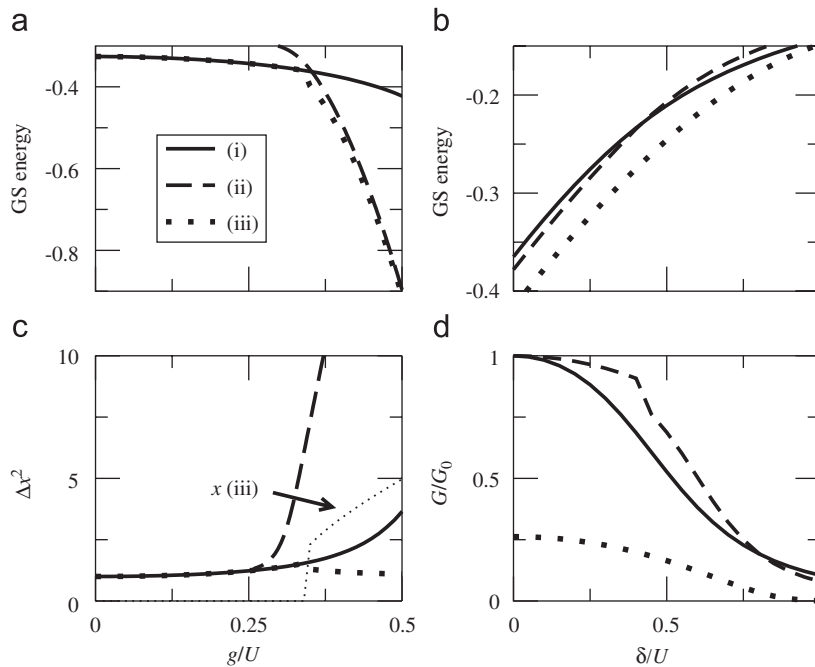 a
GS energy
-0.4
-0.6
-0.8
(i)
(ii)
(iii)
b
GS energy
-0.2
-0.3
-0.4
c
Δx²
10
5
0
x (iii)
0
0.25
0.5
g/U
d
G/G₀
1
0.5
0
0
0.5
δ/U